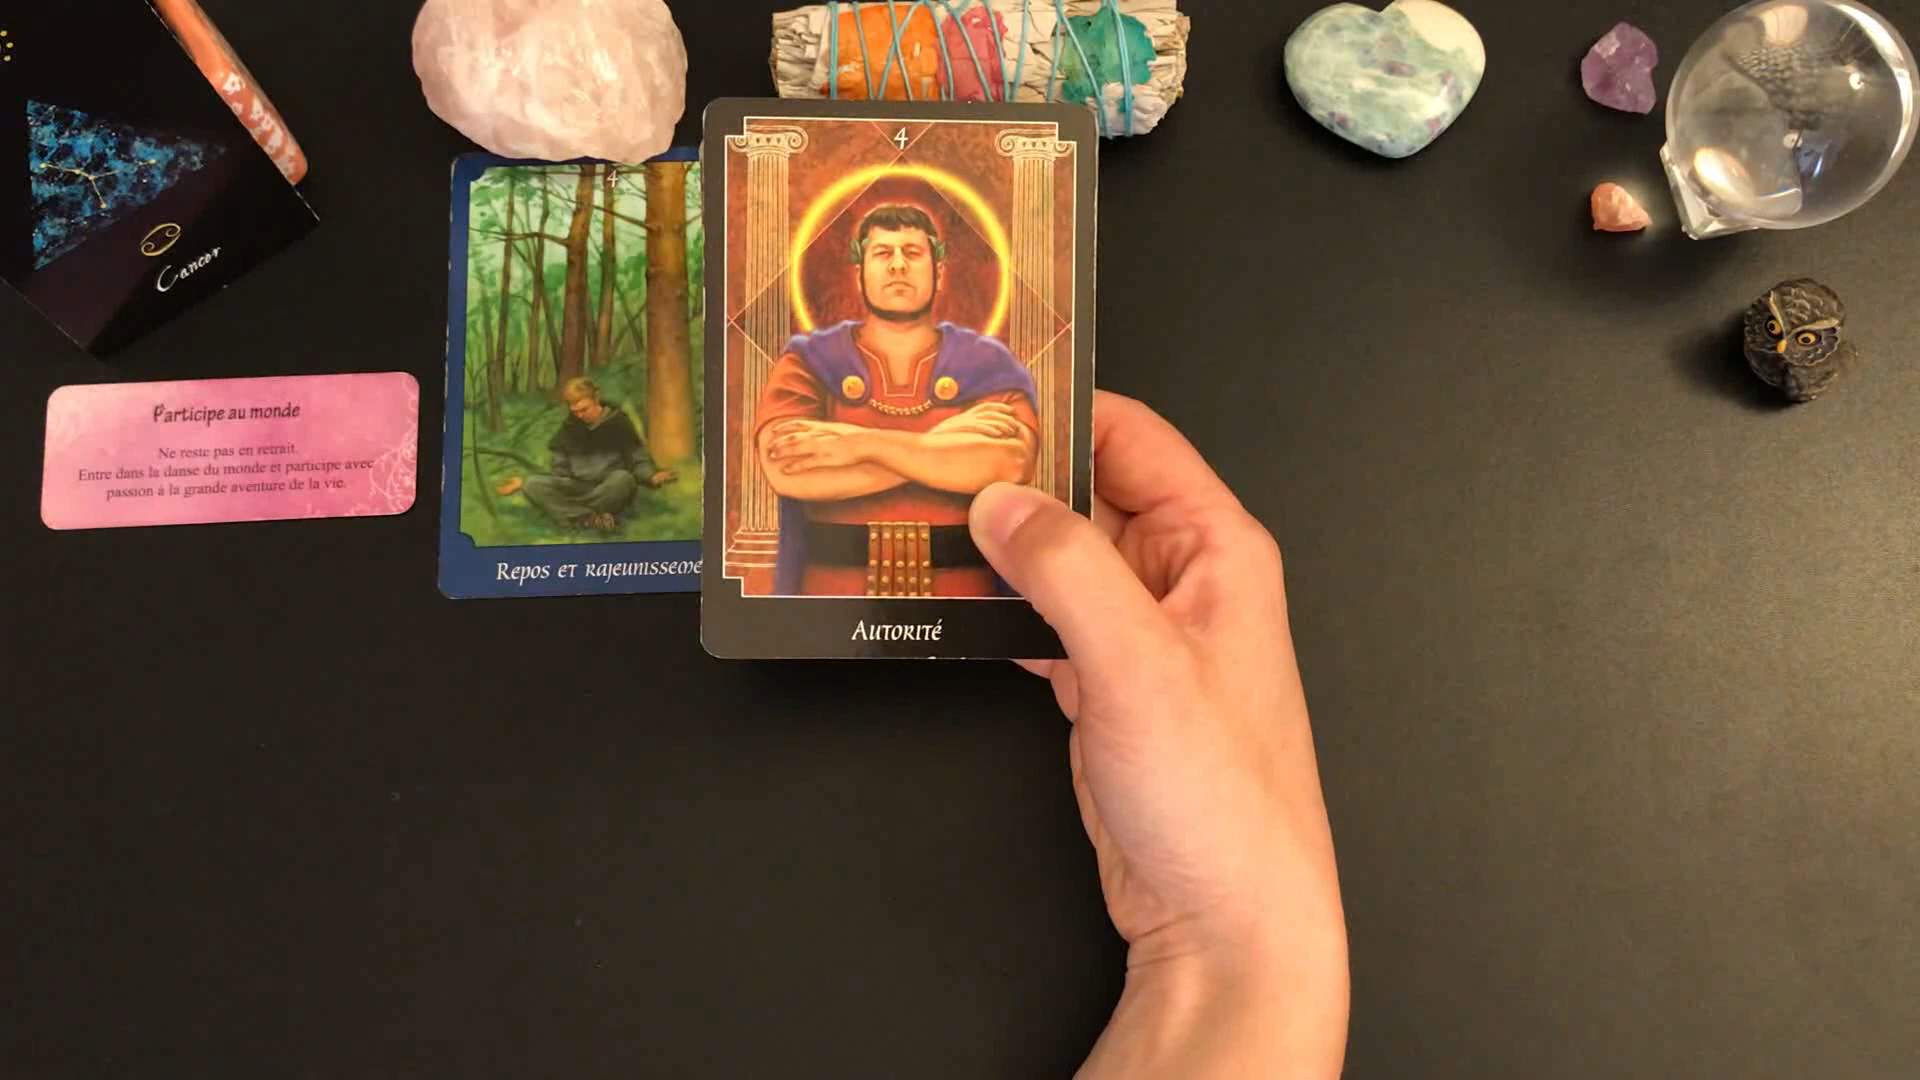 Cancer
Participe au monde
Ne reste pas en retrait.
Entre dans la danse du monde et participe avec
passion à la grande aventure de la vie.
4
Repos et rajeunisseme
4
Autorité